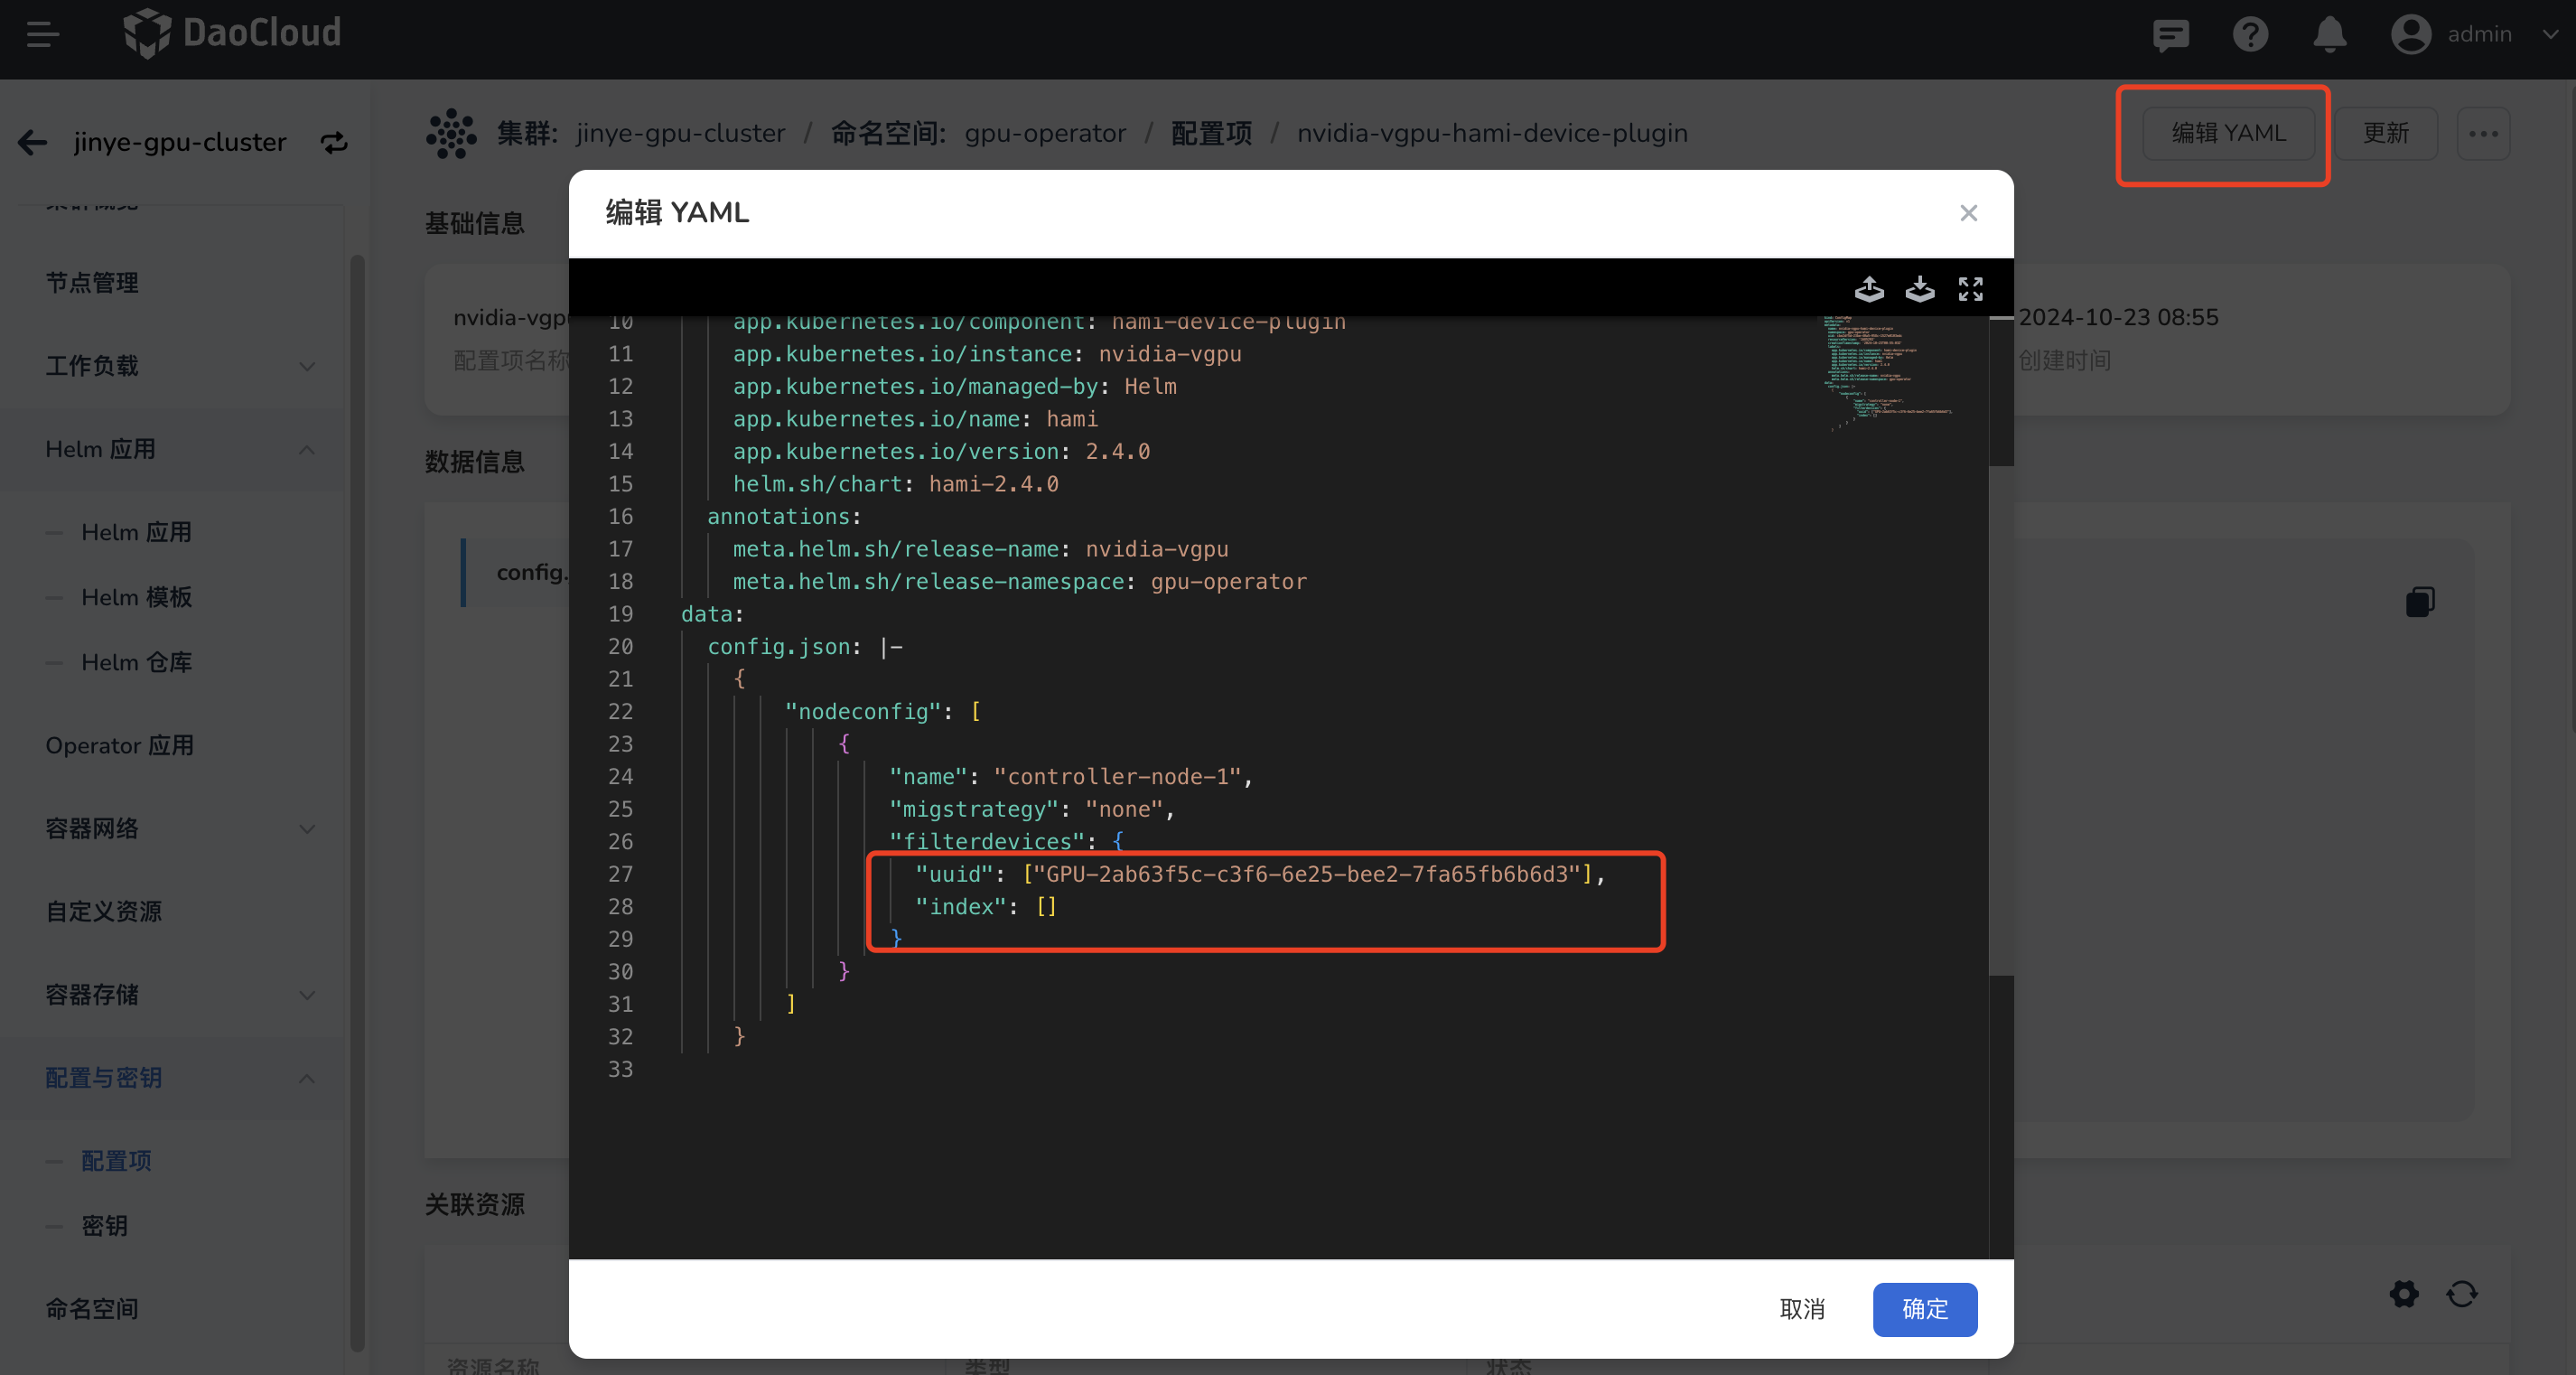 DaoCloud
admin
jinye-gpu-cluster
集群: jinye-gpu-cluster / 命名空间: gpu-operator / 配置项 / nvidia-vgpu-hami-device-plugin
编辑 YAML
更新
节点管理
工作负载
Helm 应用
Helm 应用
Helm 模板
Helm 仓库
Operator 应用
容器网络
自定义资源
容器存储
配置与密钥
配置项
密钥
命名空间
基础信息
nvidia-vgpu
配置项名称
2024-10-23 08:55
创建时间
数据信息
config.
关联资源
资源名称
类型
状态
编辑 YAML
10 app.kubernetes.io/component: hami-device-plugin
11 app.kubernetes.io/instance: nvidia-vgpu
12 app.kubernetes.io/managed-by: Helm
13 app.kubernetes.io/name: hami
14 app.kubernetes.io/version: 2.4.0
15 helm.sh/chart: hami-2.4.0
16 annotations:
17 meta.helm.sh/release-name: nvidia-vgpu
18 meta.helm.sh/release-namespace: gpu-operator
19 data:
20 config.json: |-
21 {
22 "nodeconfig": [
23 {
24 "name": "controller-node-1",
25 "migstrategy": "none",
26 "filterdevices": {
27 "uuid": ["GPU-2ab63f5c-c3f6-6e25-bee2-7fa65fb6b6d3"],
28 "index": []
29 }
30 }
31 ]
32 }
33
取消
确定